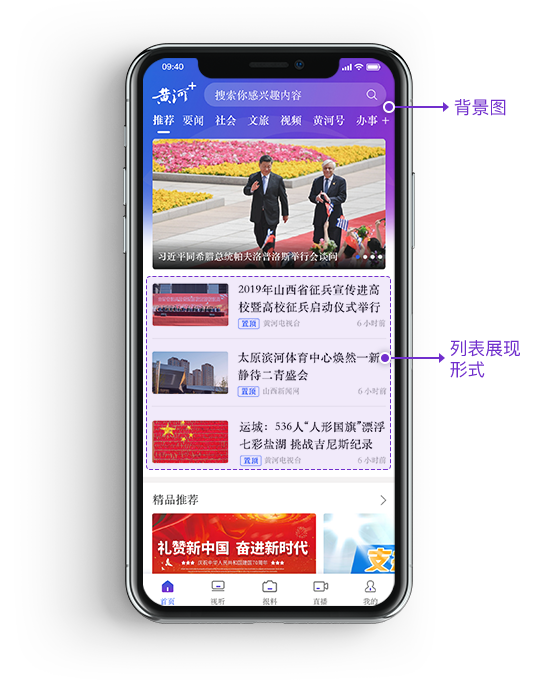 09:40
黄河+
搜索你感兴趣内容
背景图
推荐 要闻 社会 文旅 视频 黄河号 办事 +
习近平同希腊总统帕夫洛普洛斯举行会谈问
2019年山西省征兵宣传进高
校暨高校征兵启动仪式举行
置顶 黄河电视台 6小时前
太原滨河体育中心焕然一新
静待二青盛会
置顶 山西新闻网 6小时前
列表展现
形式
运城：536人“人形国旗”漂浮
七彩盐湖 挑战吉尼斯纪录
置顶 黄河电视台 6小时前
精品推荐
礼赞新中国 奋进新时代
★★★ 庆祝中华人民共和国建国70周年 ★★★
支
首页 视听 报料 直播 我的